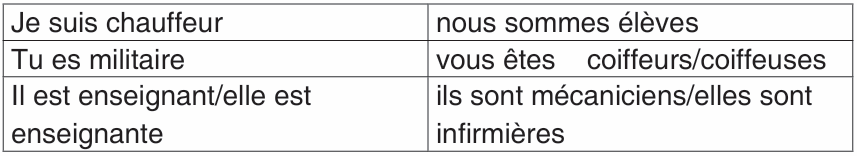 Je suis chauffeur
nous sommes élèves
Tu es militaire
vous êtes coiffeurs/coiffeuses
Il est enseignant/elle est
enseignante
ils sont mécaniciens/elles sont
infirmières